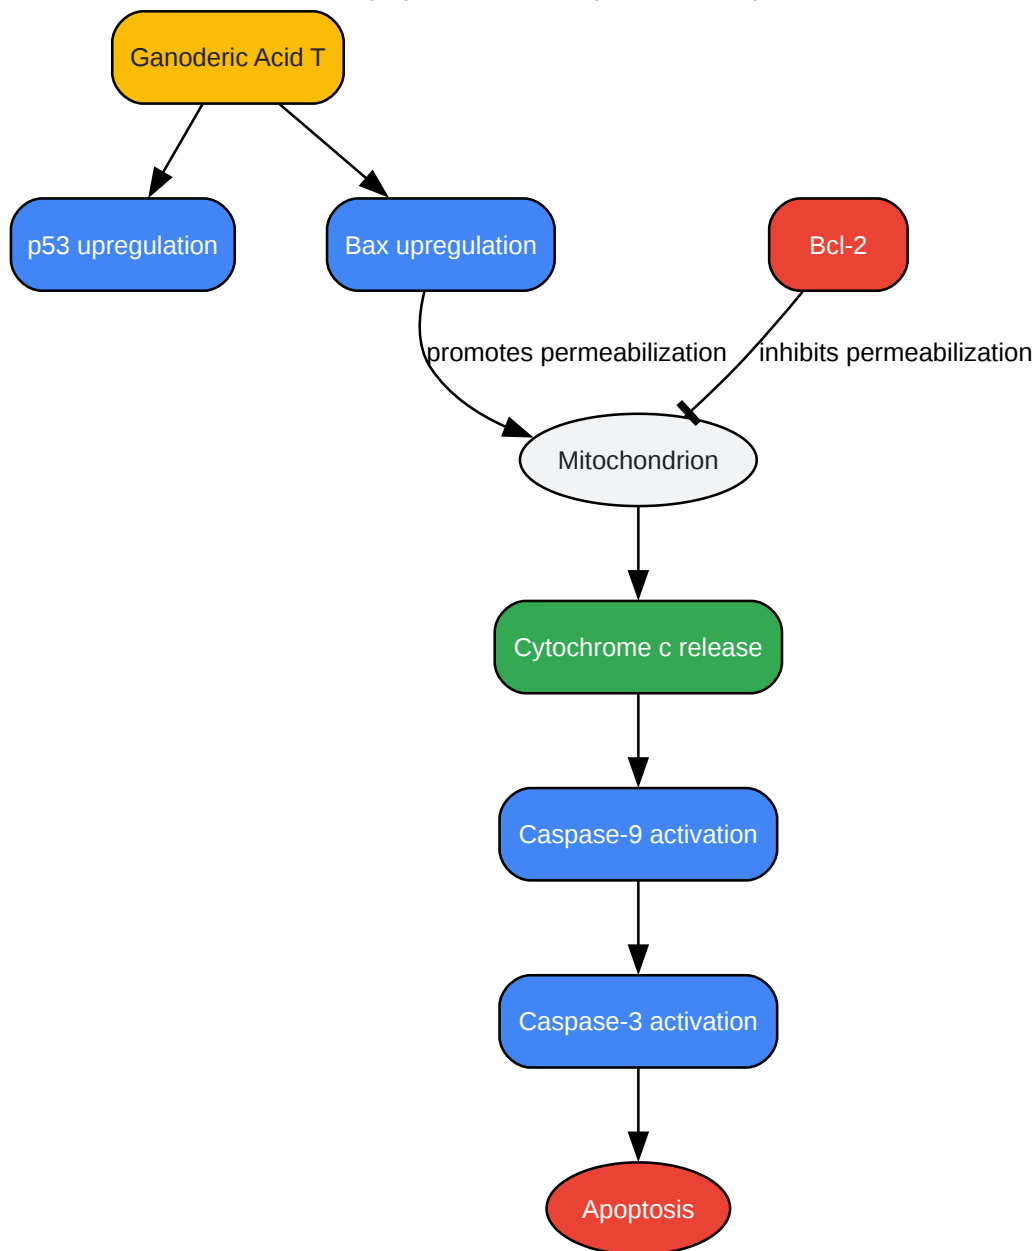 Ganoderic Acid T
p53 upregulation
Bax upregulation
Bcl-2
promotes permeabilization
inhibits permeabilization
Mitochondrion
Cytochrome c release
Caspase-9 activation
Caspase-3 activation
Apoptosis